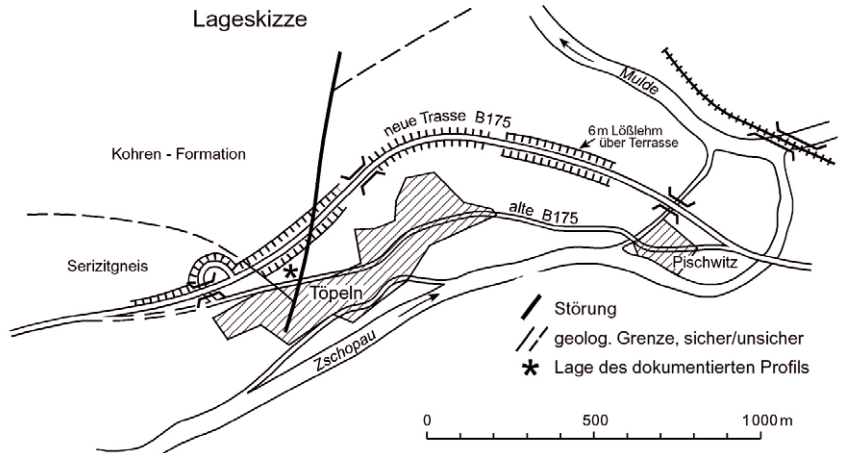 Lageskizze
Mulde
neue Trasse B175
6 m Lößlehm
über Terrasse
Kohren - Formation
alte B175
Serizitgneis
Pischwitz
Töpeln
Störung
geolog. Grenze, sicher/unsicher
Zschopau
Lage des dokumentierten Profils
0 500 1000 m